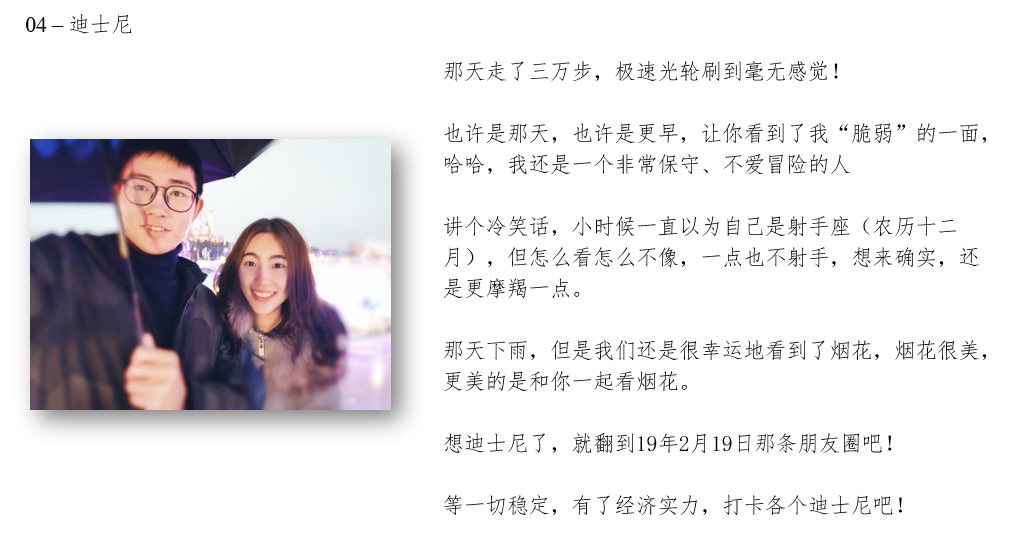 04 – 迪士尼
那天走了三万步，极速光轮刷到毫无感觉！
也许是那天，也许是更早，让你看到了我“脆弱”的一面，
哈哈，我还是一个非常保守、不爱冒险的人
讲个冷笑话，小时候一直以为自己是射手座（农历十二
月），但怎么看怎么不像，一点也不射手，想来确实，还
是更摩羯一点。
那天下雨，但是我们还是很幸运地看到了烟花，烟花很美，
更美的是和你一起看烟花。
想迪士尼了，就翻到19年2月19日那条朋友圈吧！
等一切稳定，有了经济实力，打卡各个迪士尼吧！